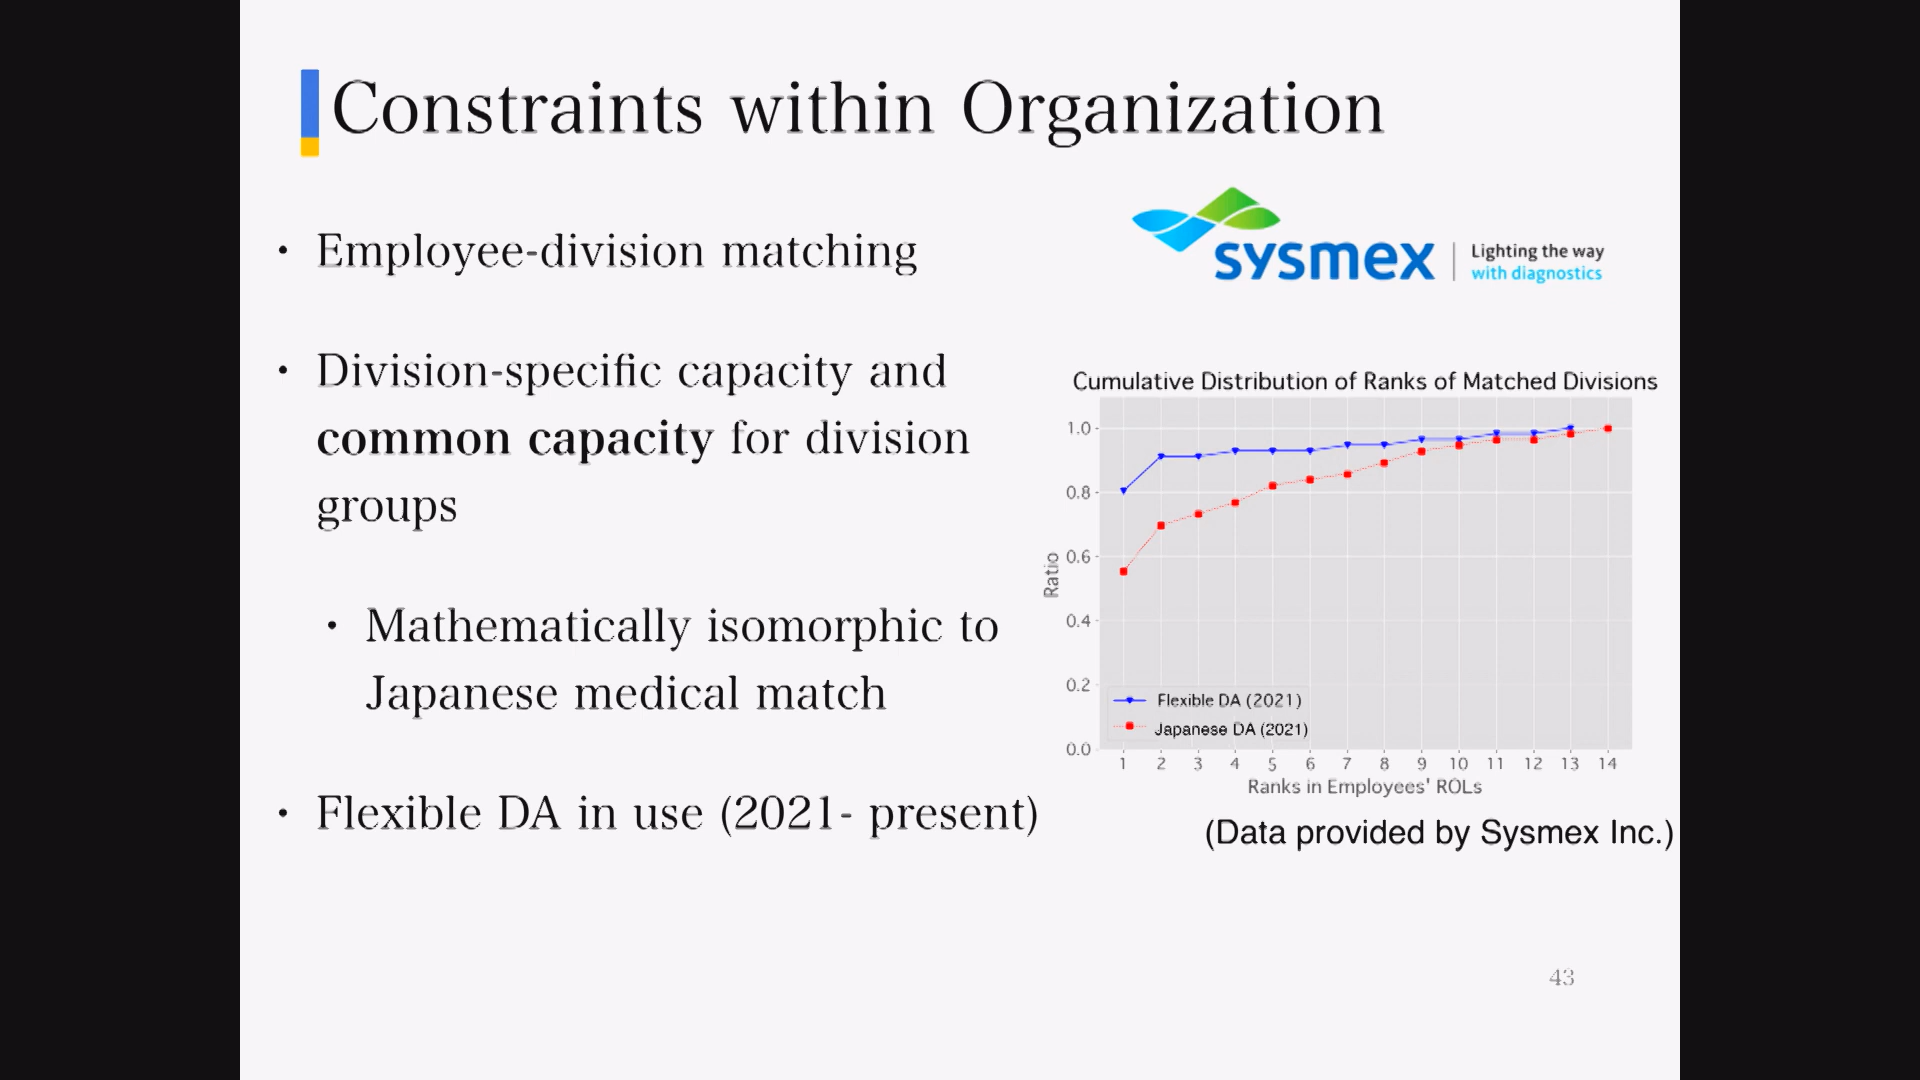 Constraints within Organization
• Employee-division matching
• Division-specific capacity and
common capacity for division
groups
• Mathematically isomorphic to
Japanese medical match
• Flexible DA in use (2021- present)
sysmex
Lighting the way
with diagnostics
Cumulative Distribution of Ranks of Matched Divisions
1.0
0.8
0.6
0.4
0.2
0.0
Ratio
Flexible DA (2021)
Japanese DA (2021)
1 2 3 4 5 6 7 8 9 10 11 12 13 14
Ranks in Employees' ROLs
(Data provided by Sysmex Inc.)
43